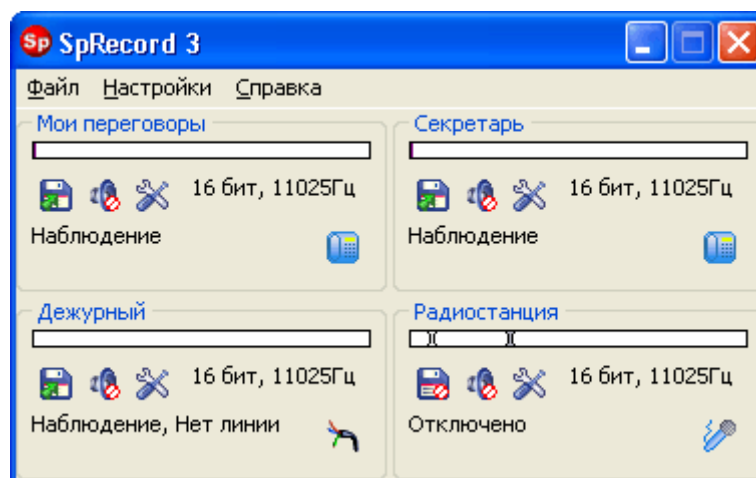 Sp SpRecord 3
Файл Настройки Справка
Мои переговоры
16 бит, 11025Гц
Наблюдение
Секретарь
16 бит, 11025Гц
Наблюдение
Дежурный
16 бит, 11025Гц
Наблюдение, Нет линии
Радиостанция
16 бит, 11025Гц
Отключено